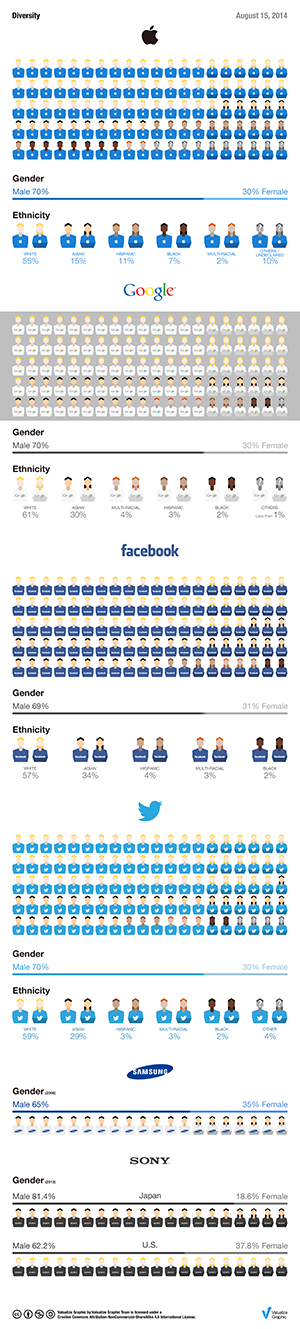 Diversity
August 15, 2014
Gender
Male 70%
30% Female
Ethnicity
WHITE
55%
ASIAN
15%
HISPANIC
11%
BLACK
7%
MULTI-RACIAL
2%
OTHERS /
UNDECLARED
10%
Google
Gender
Male 70%
30% Female
Ethnicity
WHITE
61%
ASIAN
30%
MULTI-RACIAL
4%
HISPANIC
3%
BLACK
2%
OTHERS
Less than 1%
facebook
Gender
Male 69%
31% Female
Ethnicity
WHITE
57%
ASIAN
34%
HISPANIC
4%
MULTI-RACIAL
3%
BLACK
2%
Gender
Male 70%
30% Female
Ethnicity
WHITE
59%
ASIAN
29%
HISPANIC
3%
MULTI-RACIAL
3%
BLACK
2%
OTHER
4%
SAMSUNG
Gender
Male 65%
35% Female
SONY
Gender
Male 81.4%
Japan
18.6% Female
Male 62.2%
U.S.
37.8% Female
Valualize Graphic by Valualize Graphic Team is licensed under a
Creative Commons Attribution-NonCommercial-ShareAlike 4.0 International License.
Valualize
Graphic